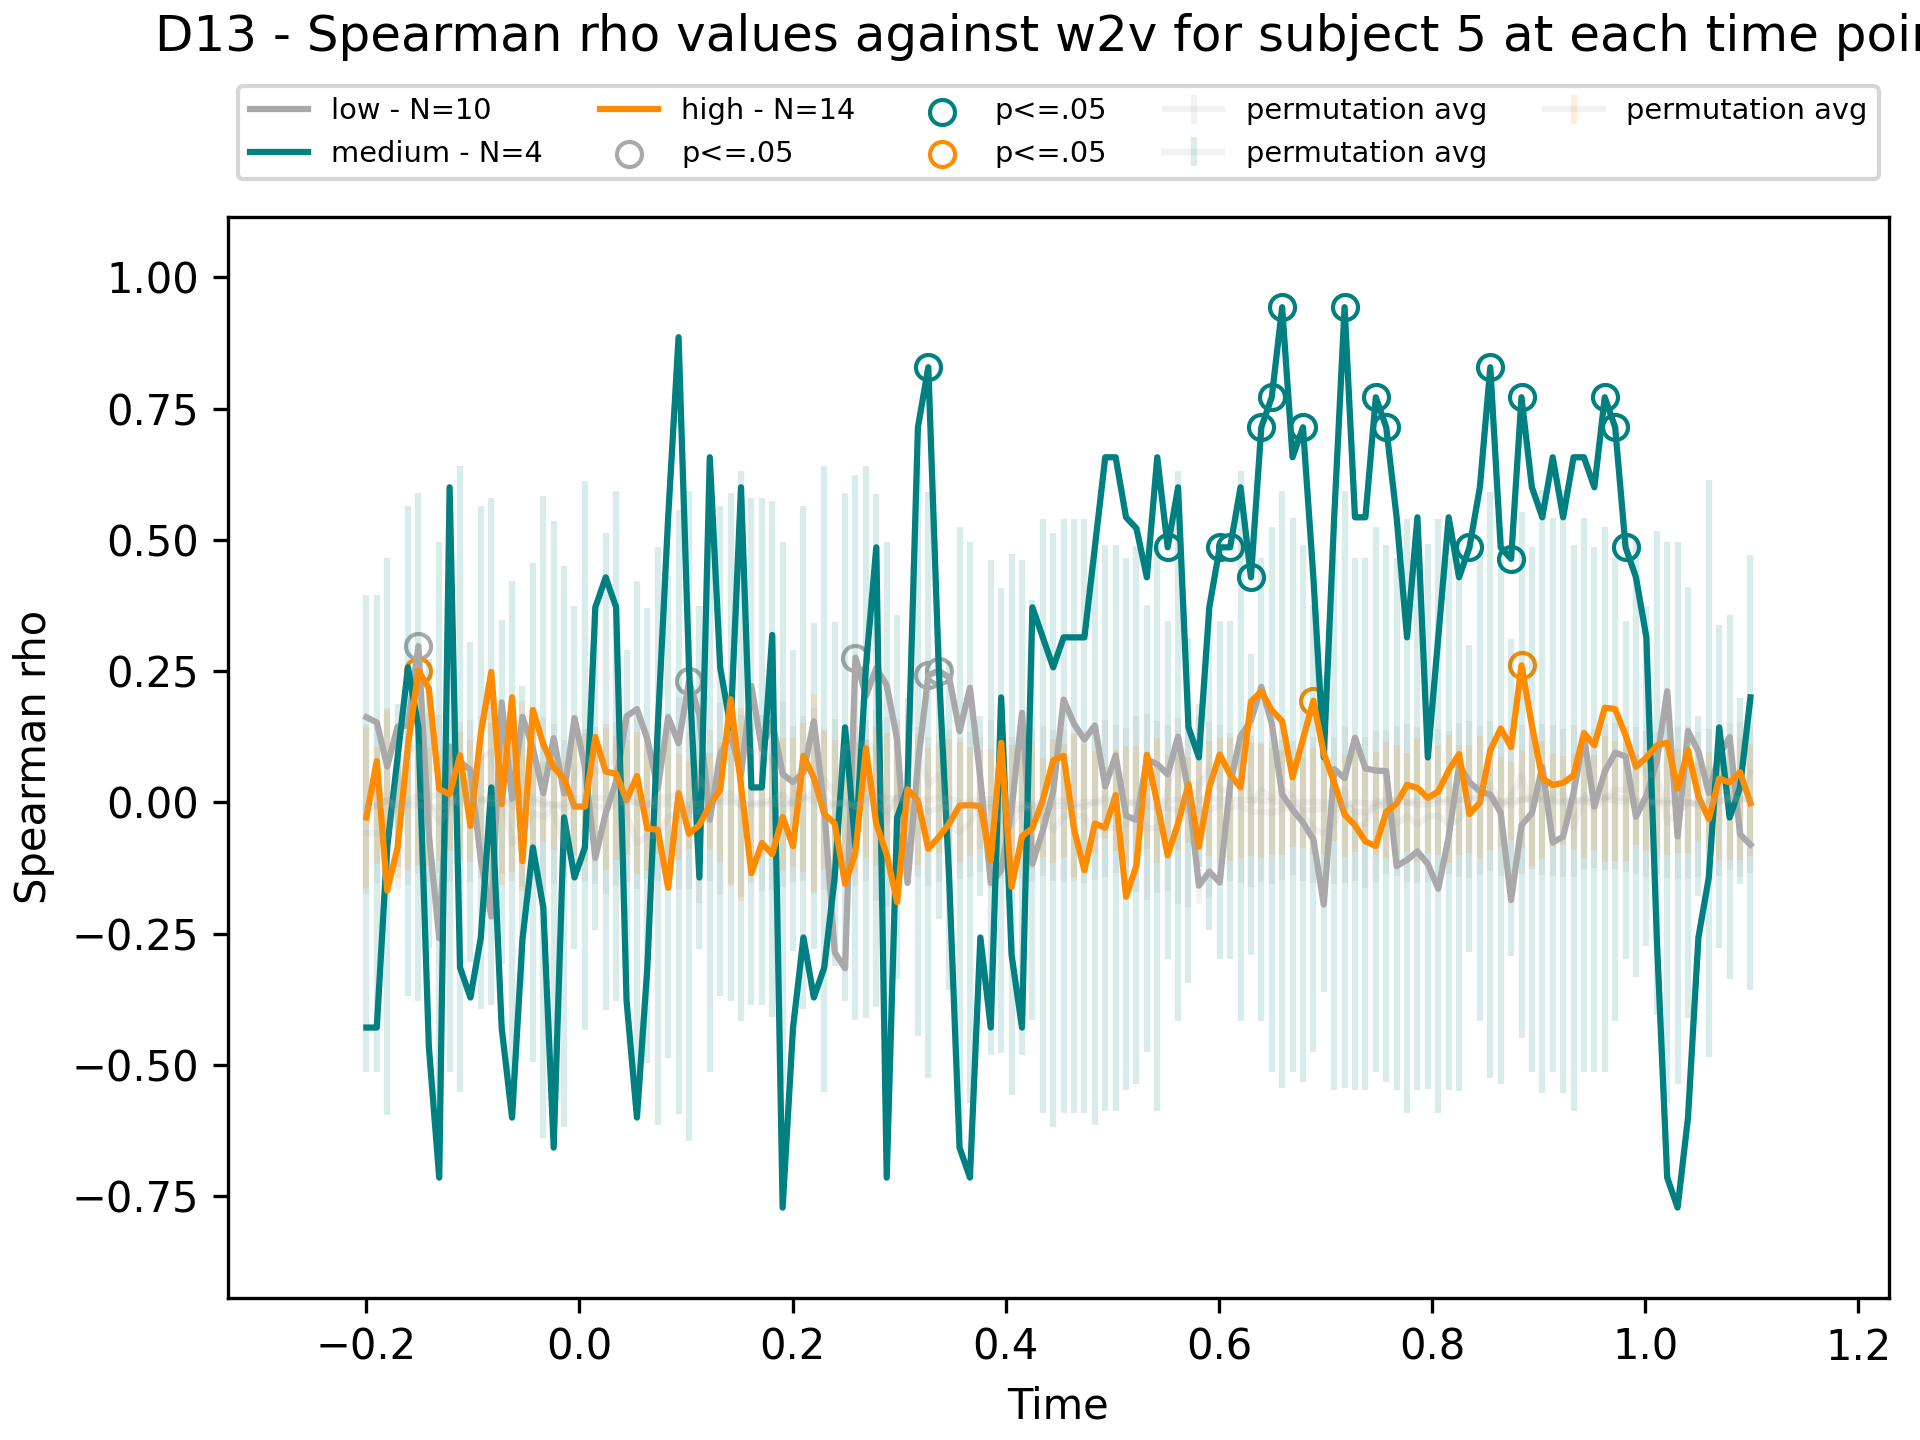 D13 - Spearman rho values against w2v for subject 5 at each time poi
low - N=10 high - N=14 p<=.05 permutation avg permutation avg
medium - N=4 p<=.05 p<=.05 permutation avg
1.00
0.75
0.50
0.25
0.00
−0.25
−0.50
−0.75
Spearman rho
−0.2 0.0 0.2 0.4 0.6 0.8 1.0 1.2
Time